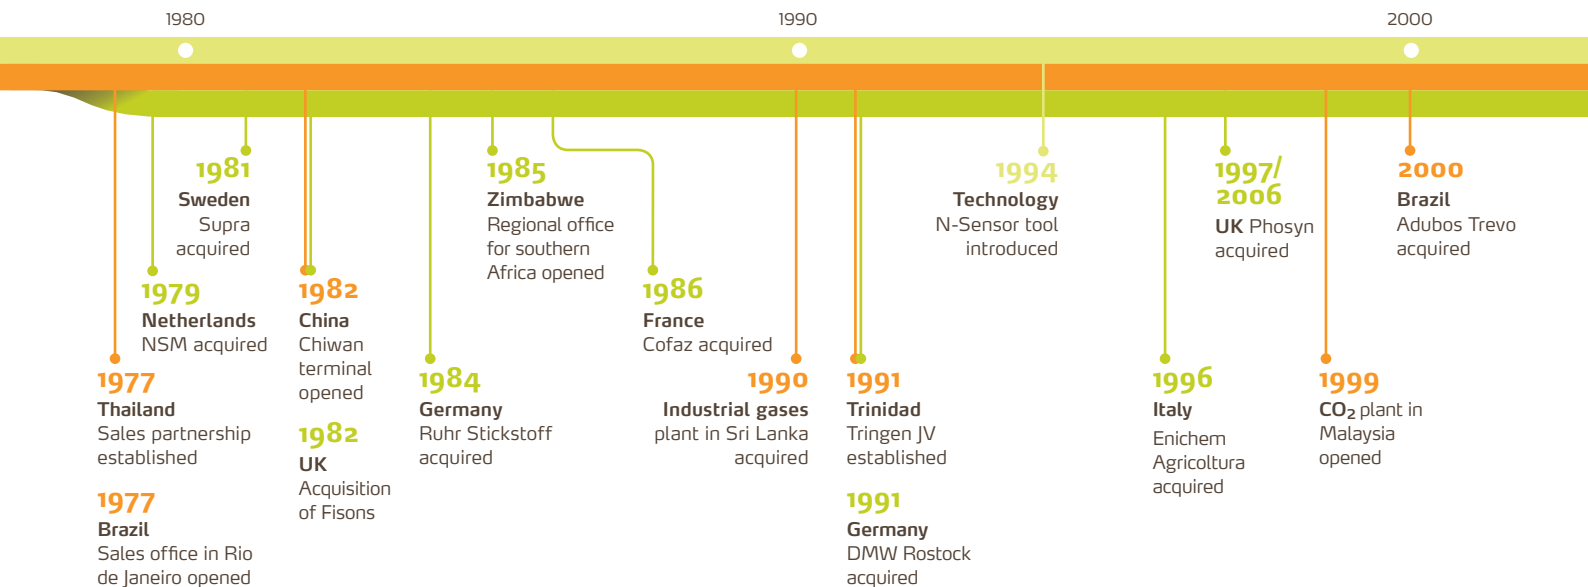 1980
1990
2000
1981
Sweden
Supra
acquired
1985
Zimbabwe
Regional office
for southern
Africa opened
1994
Technology
N-Sensor tool
introduced
1997/
2006
UK Phosyn
acquired
2000
Brazil
Adubos Trevo
acquired
1979
Netherlands
NSM acquired
1982
China
Chiwan
terminal
opened
1982
UK
Acquisition
of Fisons
1986
France
Cofaz acquired
1977
Thailand
Sales partnership
established
1977
Brazil
Sales office in Rio
de Janeiro opened
1984
Germany
Ruhr Stickstoff
acquired
1990
Industrial gases
plant in Sri Lanka
acquired
1991
Trinidad
Tringen JV
established
1991
Germany
DMW Rostock
acquired
1996
Italy
Enichem
Agricoltura
acquired
1999
CO₂ plant in
Malaysia
opened